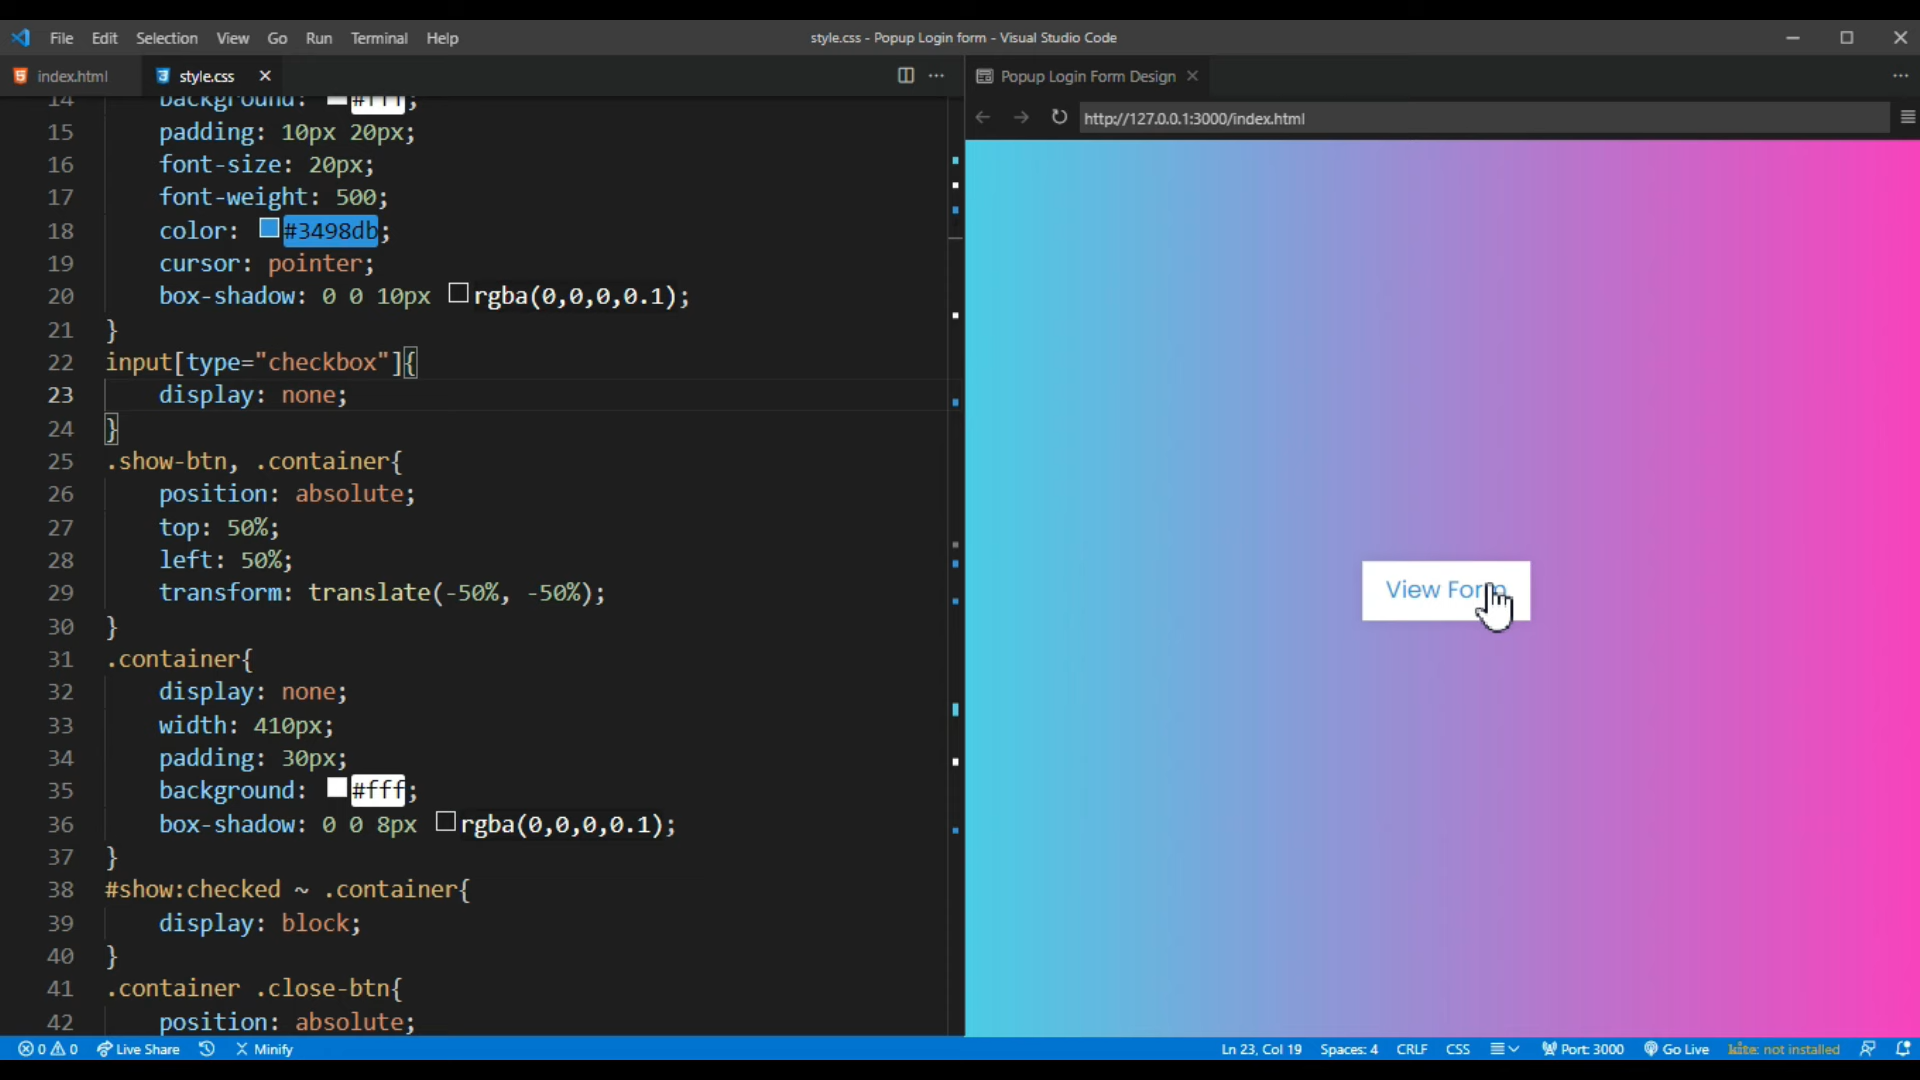 File Edit Selection View Go Run Terminal Help
style.css - Popup Login form - Visual Studio Code
index.html
style.css
Popup Login Form Design
http://127.0.0.1:3000/index.html
14 background: #fff;
15 padding: 10px 20px;
16 font-size: 20px;
17 font-weight: 500;
18 color: #3498db;
19 cursor: pointer;
20 box-shadow: 0 0 10px rgba(0,0,0,0.1);
21 }
22 input[type="checkbox"]{
23 display: none;
24 }
25 .show-btn, .container{
26 position: absolute;
27 top: 50%;
28 left: 50%;
29 transform: translate(-50%, -50%);
30 }
31 .container{
32 display: none;
33 width: 410px;
34 padding: 30px;
35 background: #fff;
36 box-shadow: 0 0 8px rgba(0,0,0,0.1);
37 }
38 #show:checked ~ .container{
39 display: block;
40 }
41 .container .close-btn{
42 position: absolute;
View Form
0 0 Live Share Minify
Ln 23, Col 19 Spaces: 4 CRLF CSS Port: 3000 Go Live kite: not installed